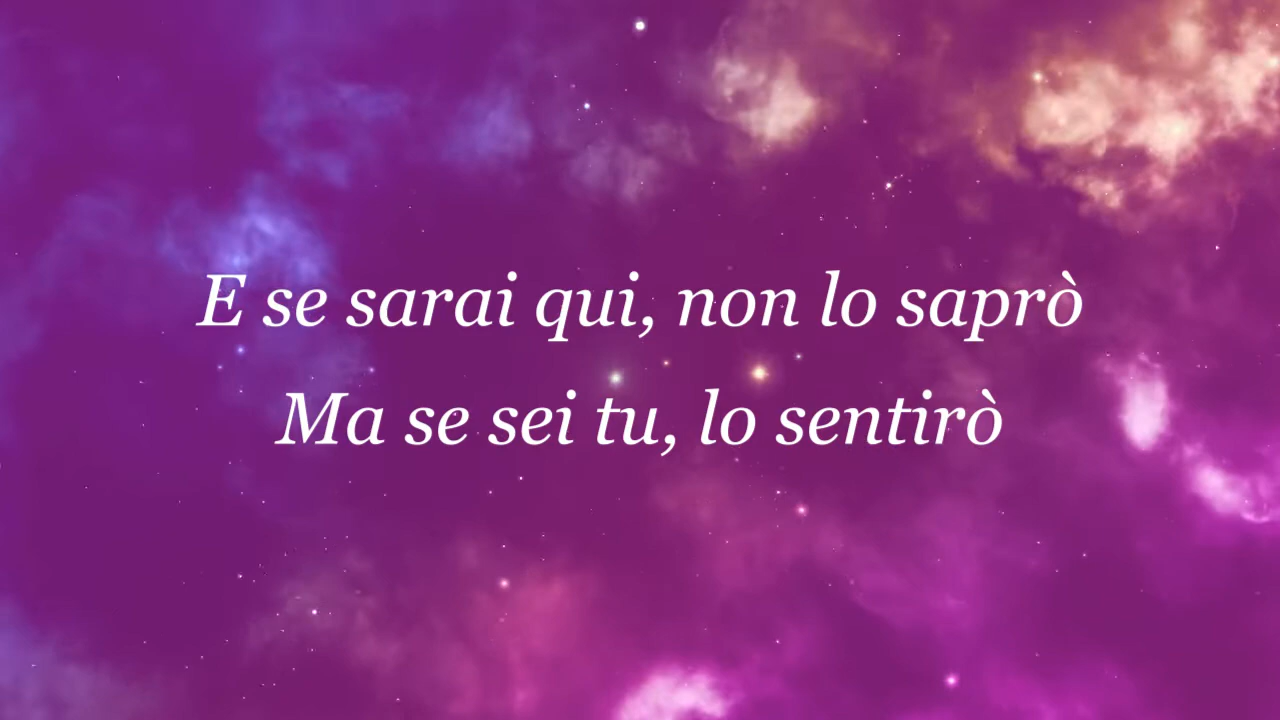 E se sarai qui, non lo saprò
Ma se sei tu, lo sentirò